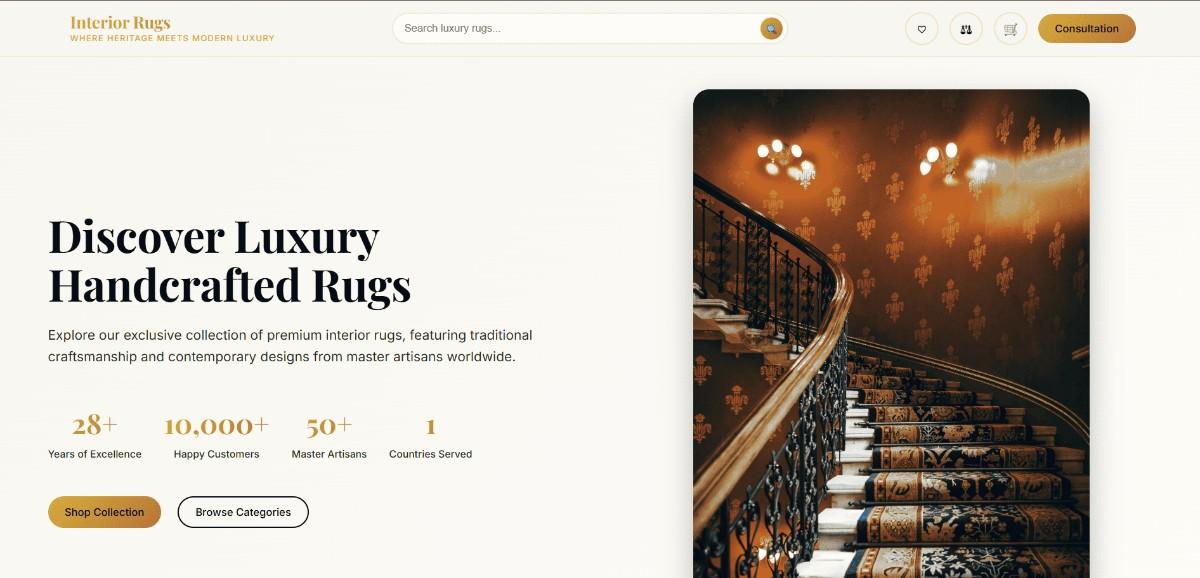 Interior Rugs
WHERE HERITAGE MEETS MODERN LUXURY
Search luxury rugs...
Consultation
Discover Luxury
Handcrafted Rugs
Explore our exclusive collection of premium interior rugs, featuring traditional
craftsmanship and contemporary designs from master artisans worldwide.
28+ 10,000+ 50+ 1
Years of Excellence Happy Customers Master Artisans Countries Served
Shop Collection Browse Categories